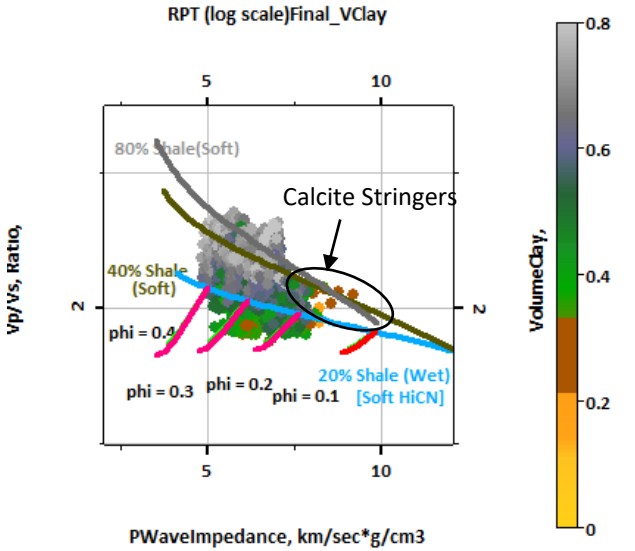 RPT (log scale)Final_VClay
5 10
80% Shale(Soft)
Calcite Stringers
40% Shale
(Soft)
2 2
phi = 0.4
phi = 0.3 phi = 0.2 phi = 0.1
20% Shale (Wet)
[Soft HiCN]
5 10
PWaveImpedance, km/sec*g/cm3
Vp/Vs, Ratio,
VolumeClay,
0.8
0.6
0.4
0.2
0